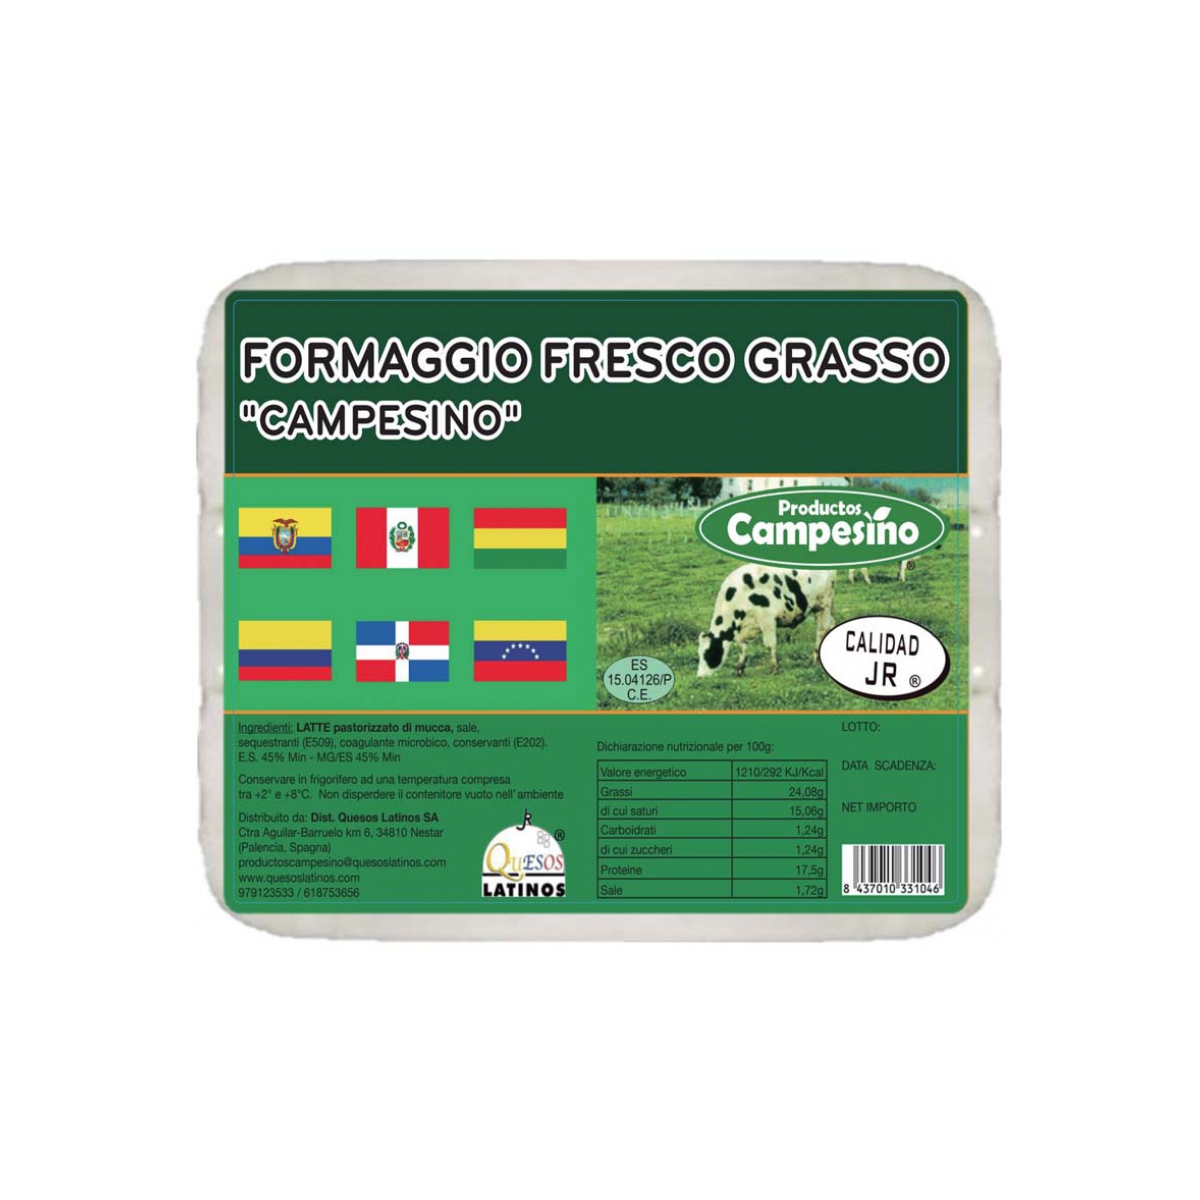 FORMAGGIO FRESCO GRASSO
"CAMPESINO"
Productos
Campesino
®
CALIDAD
JR ®
ES
15.04126/P
C.E.
Ingredienti: LATTE pastorizzato di mucca, sale,
sequestranti (E509), coagulante microbico, conservanti (E202).
E.S. 45% Min - MG/ES 45% Min
Conservare in frigorifero ad una temperatura compresa
tra +2° e +8°C. Non disperdere il contenitore vuoto nell'ambiente
Distribuito da: Dist. Quesos Latinos SA
Ctra Aguilar-Barruelo km 6, 34810 Nestar
(Palencia, Spagna)
productoscampesino@quesoslatinos.com
www.quesoslatinos.com
979123533 / 618753656
JR
®
QUESOS
LATINOS
Dichiarazione nutrizionale per 100g:
Valore energetico 1210/292 KJ/Kcal
Grassi 24,08g
di cui saturi 15,06g
Carboidrati 1,24g
di cui zuccheri 1,24g
Proteine 17,5g
Sale 1,72g
LOTTO:
DATA SCADENZA:
NET IMPORTO
8 437010 331046